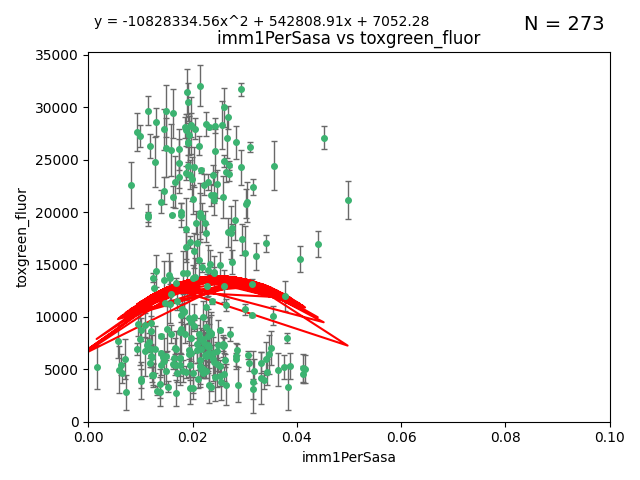 y = -10828334.56x^2 + 542808.91x + 7052.28
N = 273
imm1PerSasa vs toxgreen_fluor
35000
30000
25000
20000
15000
10000
5000
0
toxgreen_fluor
0.00 0.02 0.04 0.06 0.08 0.10
imm1PerSasa